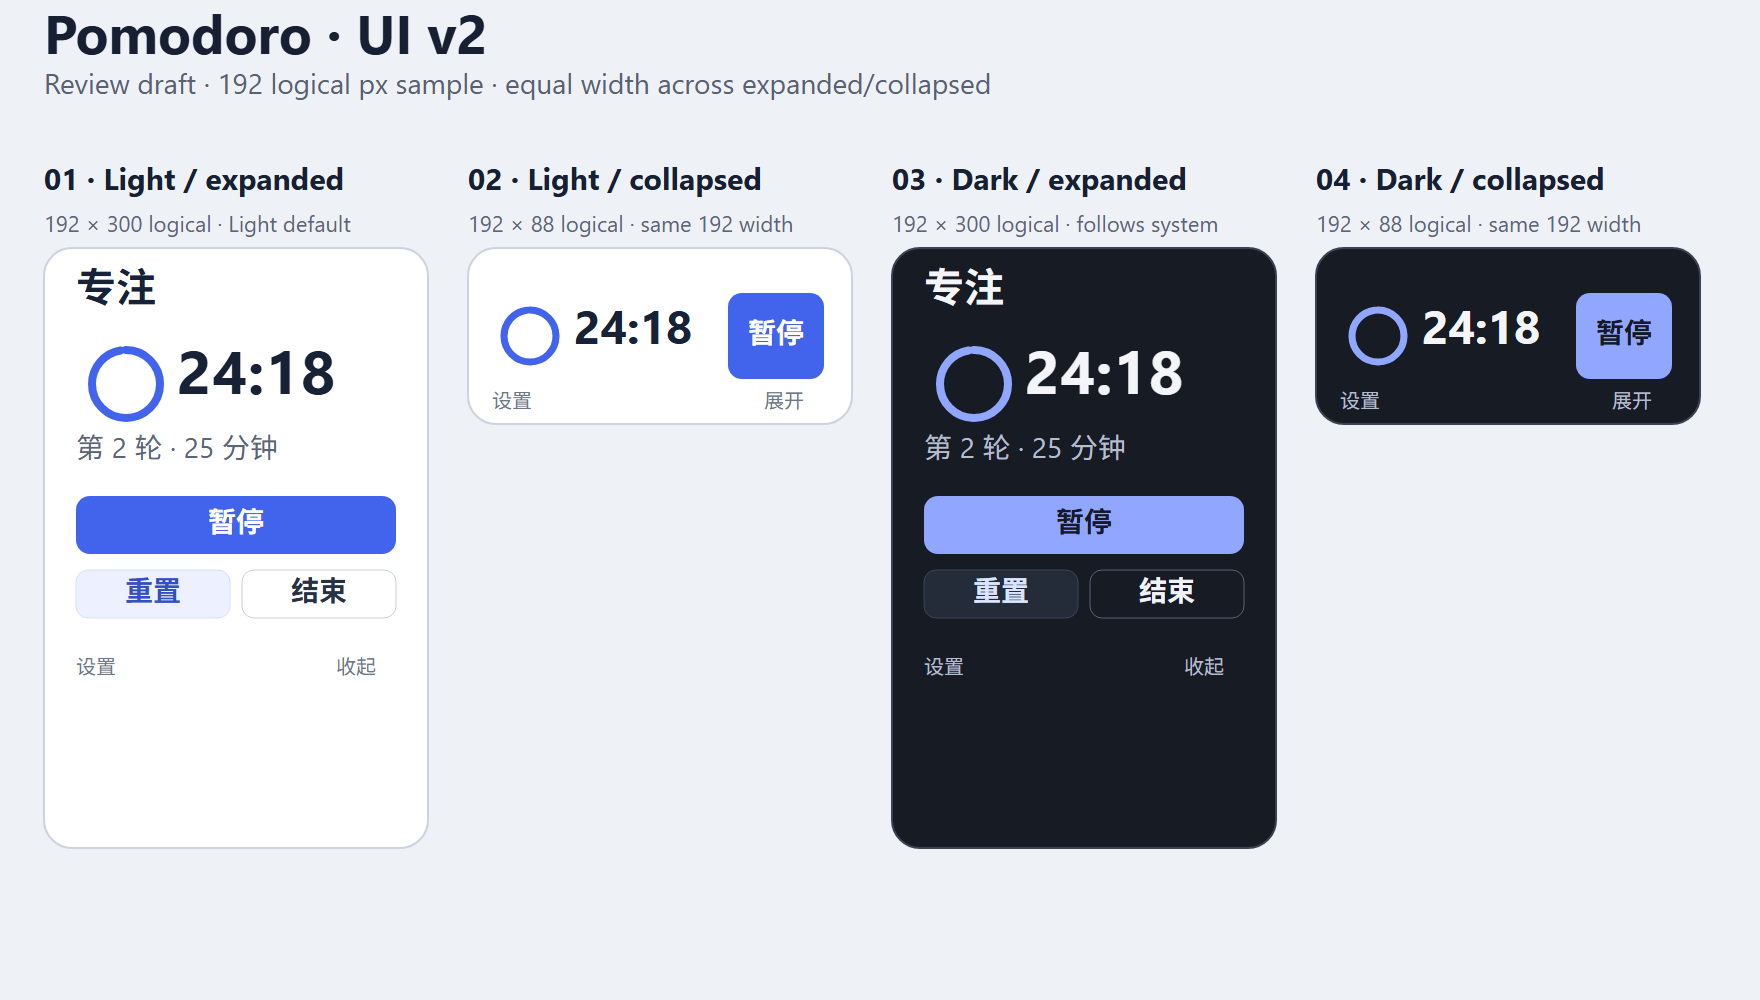 Pomodoro · UI v2
Review draft · 192 logical px sample · equal width across expanded/collapsed
01 · Light / expanded
192 × 300 logical · Light default
专注
24:18
第 2 轮 · 25 分钟
暂停
重置
结束
设置
收起
02 · Light / collapsed
192 × 88 logical · same 192 width
24:18
暂停
设置
展开
03 · Dark / expanded
192 × 300 logical · follows system
专注
24:18
第 2 轮 · 25 分钟
暂停
重置
结束
设置
收起
04 · Dark / collapsed
192 × 88 logical · same 192 width
24:18
暂停
设置
展开